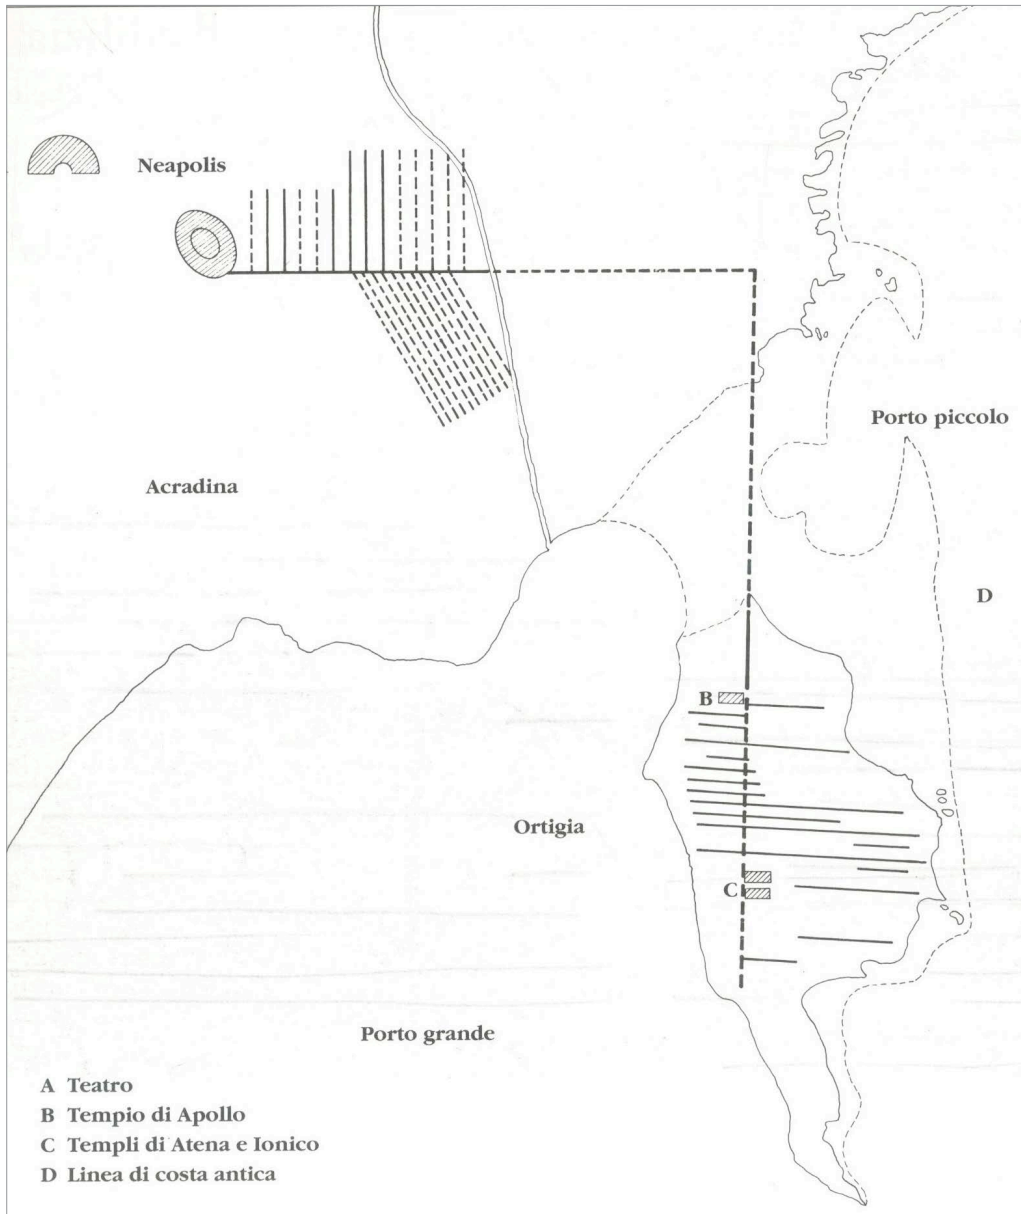 Neapolis
Porto piccolo
Acradina
D
B
Ortigia
C
Porto grande
A Teatro
B Tempio di Apollo
C Templi di Atena e Ionico
D Linea di costa antica